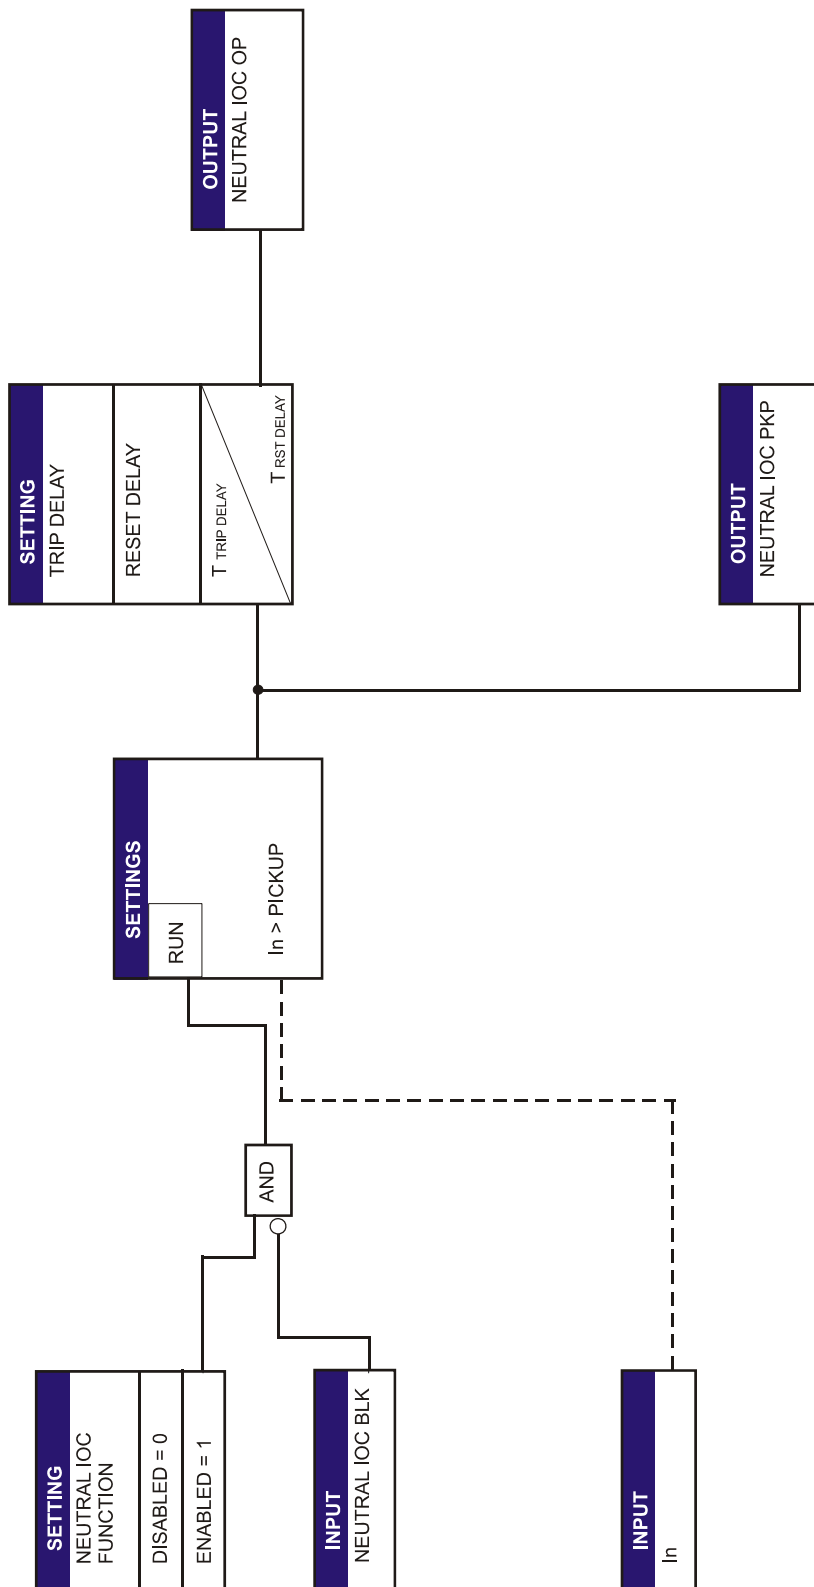 SETTING
NEUTRAL IOC
FUNCTION
DISABLED = 0
ENABLED = 1
INPUT
NEUTRAL IOC BLK
INPUT
In
AND
SETTINGS
RUN
In > PICKUP
SETTING
TRIP DELAY
RESET DELAY
T TRIP DELAY
T RST DELAY
OUTPUT
NEUTRAL IOC PKP
OUTPUT
NEUTRAL IOC OP